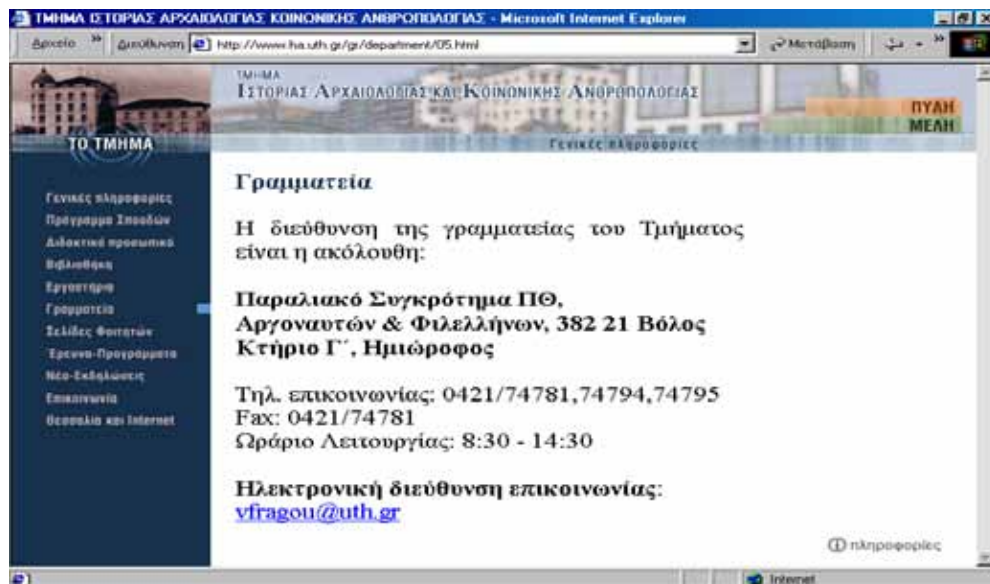 ΤΜΗΜΑ ΙΣΤΟΡΙΑΣ ΑΡΧΑΙΟΛΟΓΙΑΣ ΚΟΙΝΩΝΙΚΗΣ ΑΝΘΡΩΠΟΛΟΓΙΑΣ - Microsoft Internet Explorer
Αρχείο » Διεύθυνση http://www.ha.uth.gr/gr/department/05.html Μετάβαση »
ΤΜΗΜΑ
ΙΣΤΟΡΙΑΣ ΑΡΧΑΙΟΛΟΓΙΑΣ ΚΑΙ ΚΟΙΝΩΝΙΚΗΣ ΑΝΘΡΩΠΟΛΟΓΙΑΣ
ΠΥΛΗ
ΜΕΛΗ
ΤΟ ΤΜΗΜΑ
Γενικές πληροφορίες
Γενικές πληροφορίες
Πρόγραμμα Σπουδών
Διδακτικό προσωπικό
Βιβλιοθήκη
Εργαστήρια
Γραμματεία
Σελίδες Φοιτητών
Έρευνα-Προγράμματα
Νέα-Εκδηλώσεις
Επικοινωνία
Θεσσαλία και Internet
Γραμματεία
Η διεύθυνση της γραμματείας του Τμήματος
είναι η ακόλουθη:
Παραλιακό Συγκρότημα ΠΘ,
Αργοναυτών & Φιλελλήνων, 382 21 Βόλος
Κτήριο Γ΄, Ημιώροφος
Τηλ. επικοινωνίας: 0421/74781,74794,74795
Fax: 0421/74781
Ωράριο Λειτουργίας: 8:30 - 14:30
Ηλεκτρονική διεύθυνση επικοινωνίας:
vfragou@uth.gr
πληροφορίες
Internet